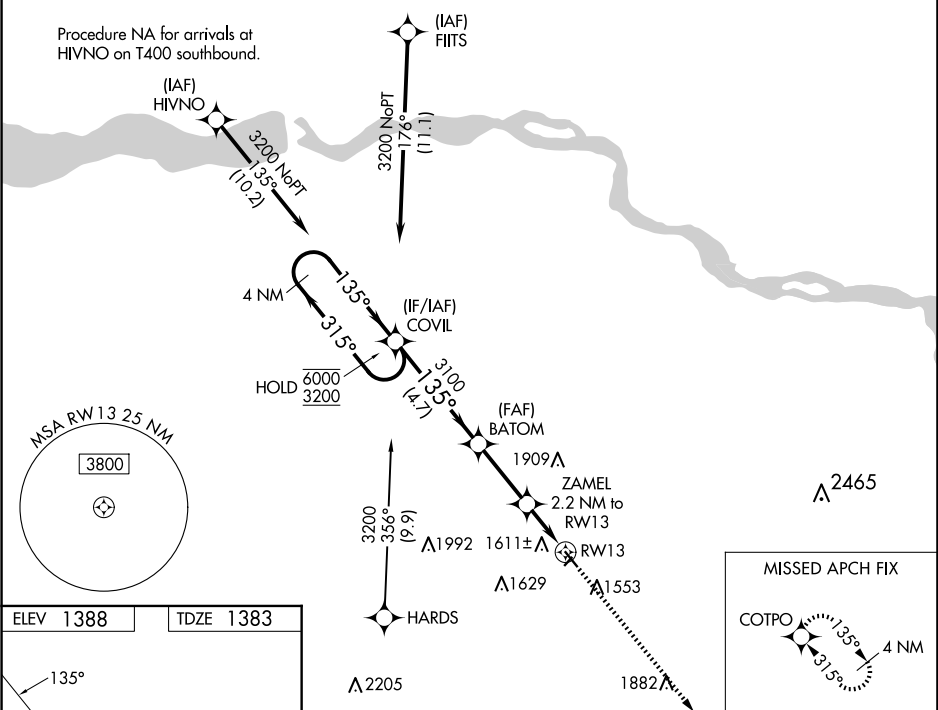 Procedure NA for arrivals at
HIVNO on T400 southbound.
(IAF)
FIITS
(IAF)
HIVNO
3200 NoPT
135°
(10.2)
3200 NoPT
176°
(11.1)
4 NM
135°
315°
(IF/IAF)
COVIL
HOLD
6000
3200
3100
135°
(4.7)
(FAF)
BATOM
1909
MSA RW13 25 NM
3800
ZAMEL
2.2 NM to
RW13
2465
3200
356°
(9.9)
1992
1611±
RW13
1629
1553
HARDS
MISSED APCH FIX
COTPO
135°
315°
4 NM
ELEV 1388
TDZE 1383
135°
2205
1882